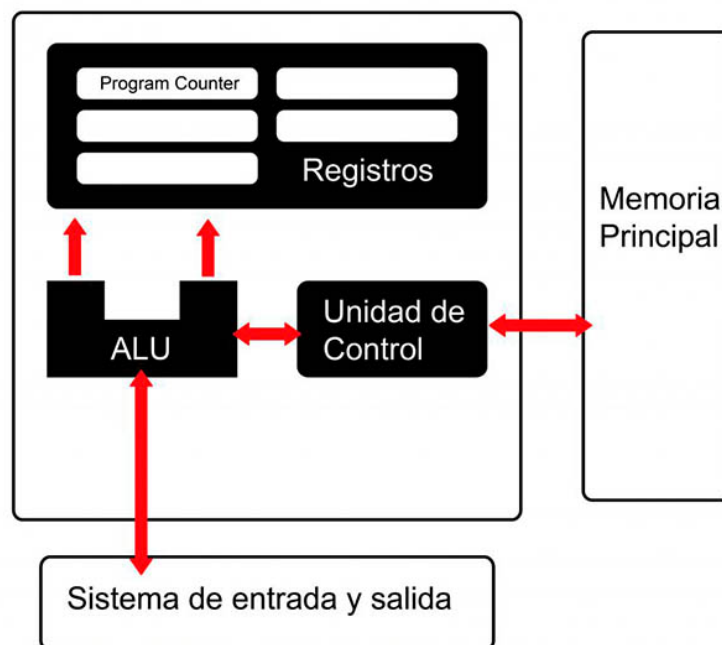 Program Counter
Registros
ALU
Unidad de
Control
Memoria
Principal
Sistema de entrada y salida